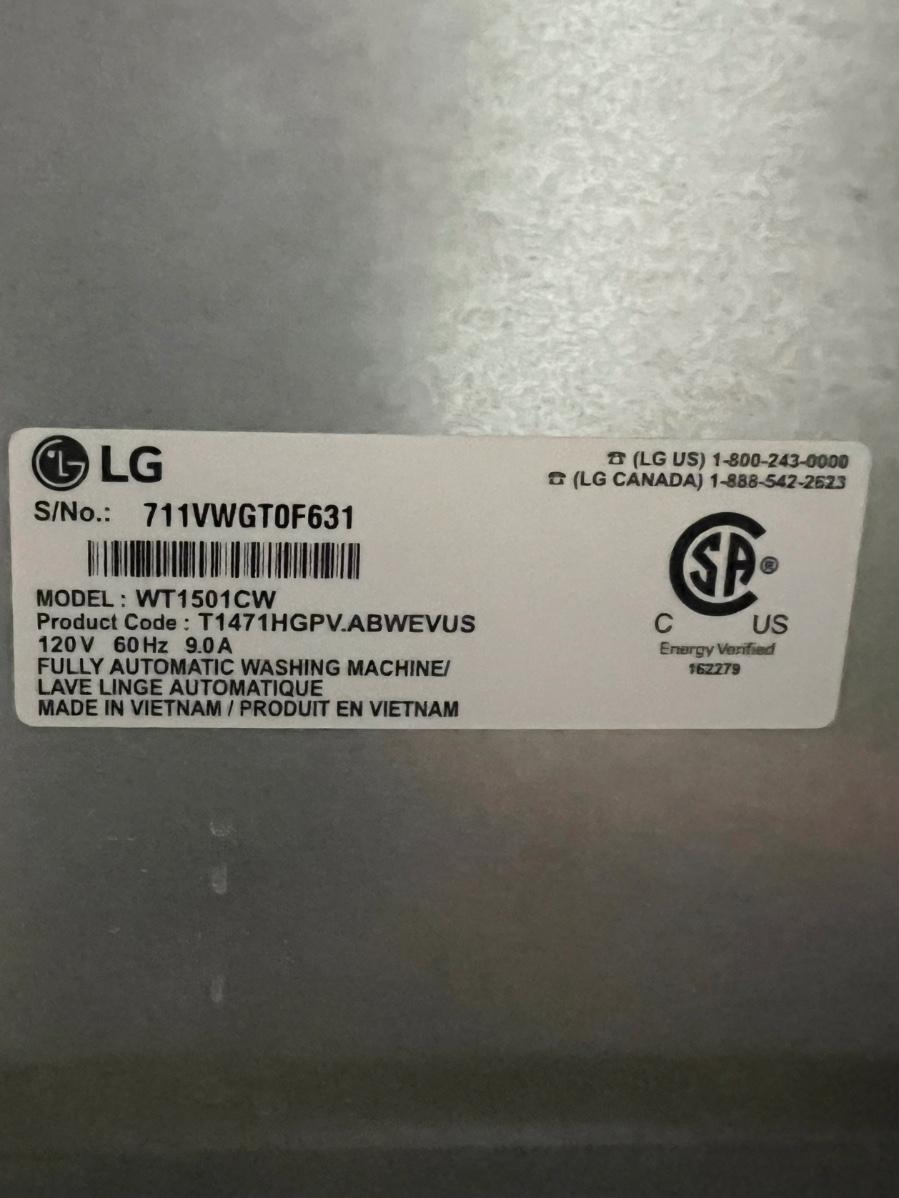 LG
S/No.: 711VWGT0F631
MODEL : WT1501CW
Product Code : T1471HGPV.ABWEVUS
120V 60Hz 9.0A
FULLY AUTOMATIC WASHING MACHINE/
LAVE LINGE AUTOMATIQUE
MADE IN VIETNAM / PRODUIT EN VIETNAM
☎ (LG US) 1-800-243-0000
☎ (LG CANADA) 1-888-542-2623
SA ®
C US
Energy Verified
162279